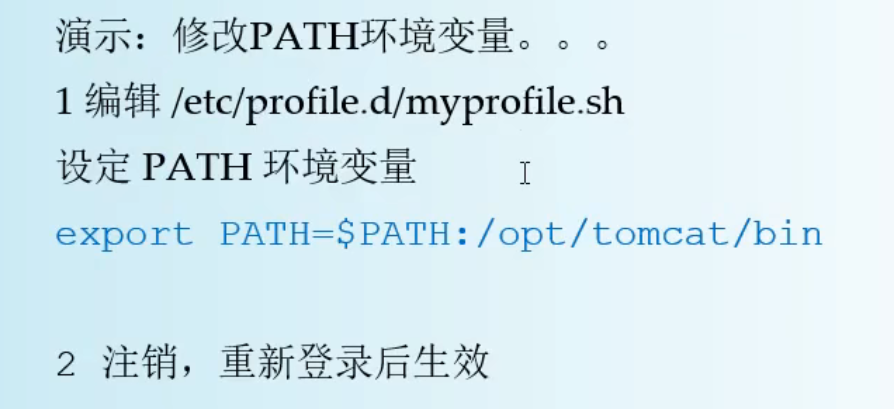 演示：修改PATH环境变量。。。
1 编辑 /etc/profile.d/myprofile.sh
设定 PATH 环境变量
export PATH=$PATH:/opt/tomcat/bin
2 注销，重新登录后生效